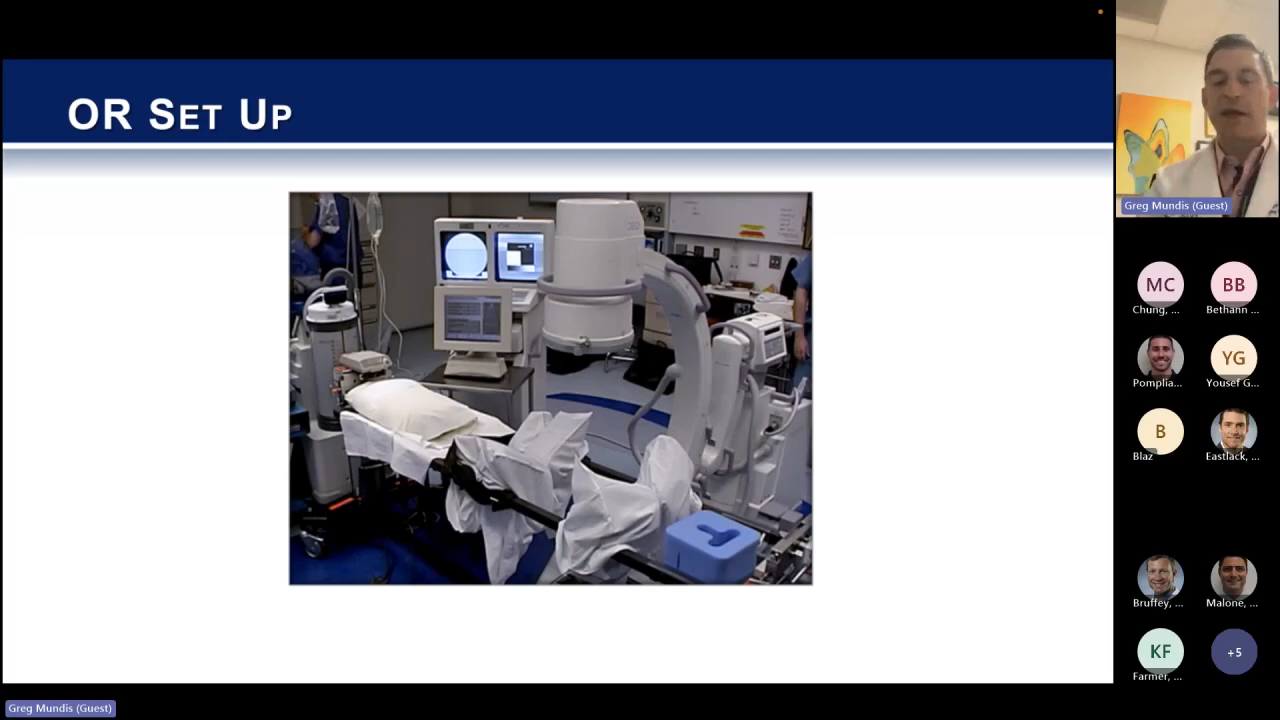 OR SET UP
Greg Mundis (Guest)
MC
BB
Chung, ...
Bethann ...
YG
Pomplia...
Yousef G...
B
Blaz
Eastlack, ...
Bruffey, ...
Malone, ...
KF
+5
Farmer, ...
Greg Mundis (Guest)